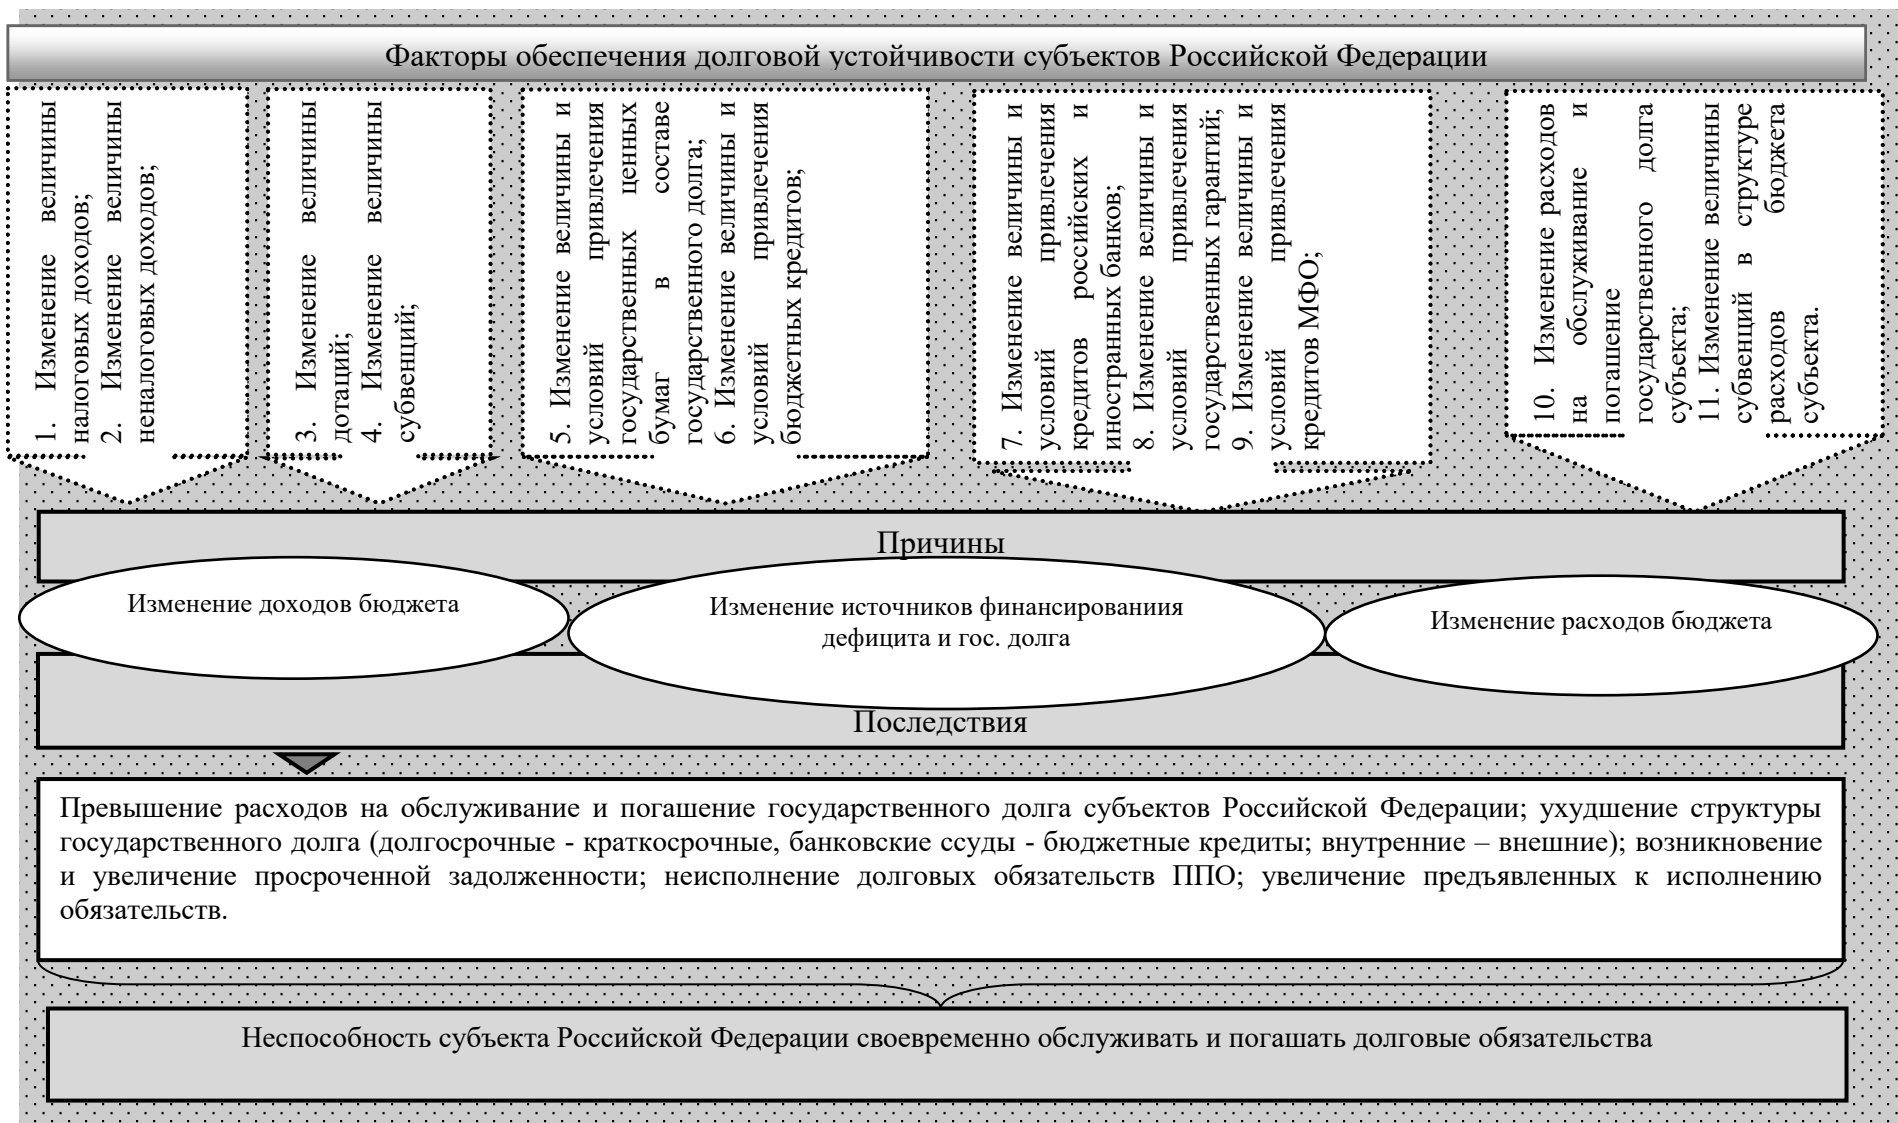 Факторы обеспечения долговой устойчивости субъектов Российской Федерации
1. Изменение величины
налоговых доходов;
2. Изменение величины
неналоговых доходов;
3. Изменение величины
дотаций;
4. Изменение величины
субвенций;
5. Изменение величины и
условий привлечения
государственных ценных
бумаг в составе
государственного долга;
6. Изменение величины и
условий привлечения
бюджетных кредитов;
7. Изменение величины и
условий привлечения
кредитов российских и
иностранных банков;
8. Изменение величины и
условий привлечения
государственных гарантий;
9. Изменение величины и
условий привлечения
кредитов МФО;
10. Изменение расходов
на обслуживание и
погашение
государственного долга
субъекта;
11. Изменение величины
субвенций в структуре
расходов бюджета
субъекта.
Причины
Изменение доходов бюджета
Изменение источников финансированиия
дефицита и гос. долга
Изменение расходов бюджета
Последствия
Превышение расходов на обслуживание и погашение государственного долга субъектов Российской Федерации; ухудшение структуры
государственного долга (долгосрочные - краткосрочные, банковские ссуды - бюджетные кредиты; внутренние – внешние); возникновение
и увеличение просроченной задолженности; неисполнение долговых обязательств ППО; увеличение предъявленных к исполнению
обязательств.
Неспособность субъекта Российской Федерации своевременно обслуживать и погашать долговые обязательства